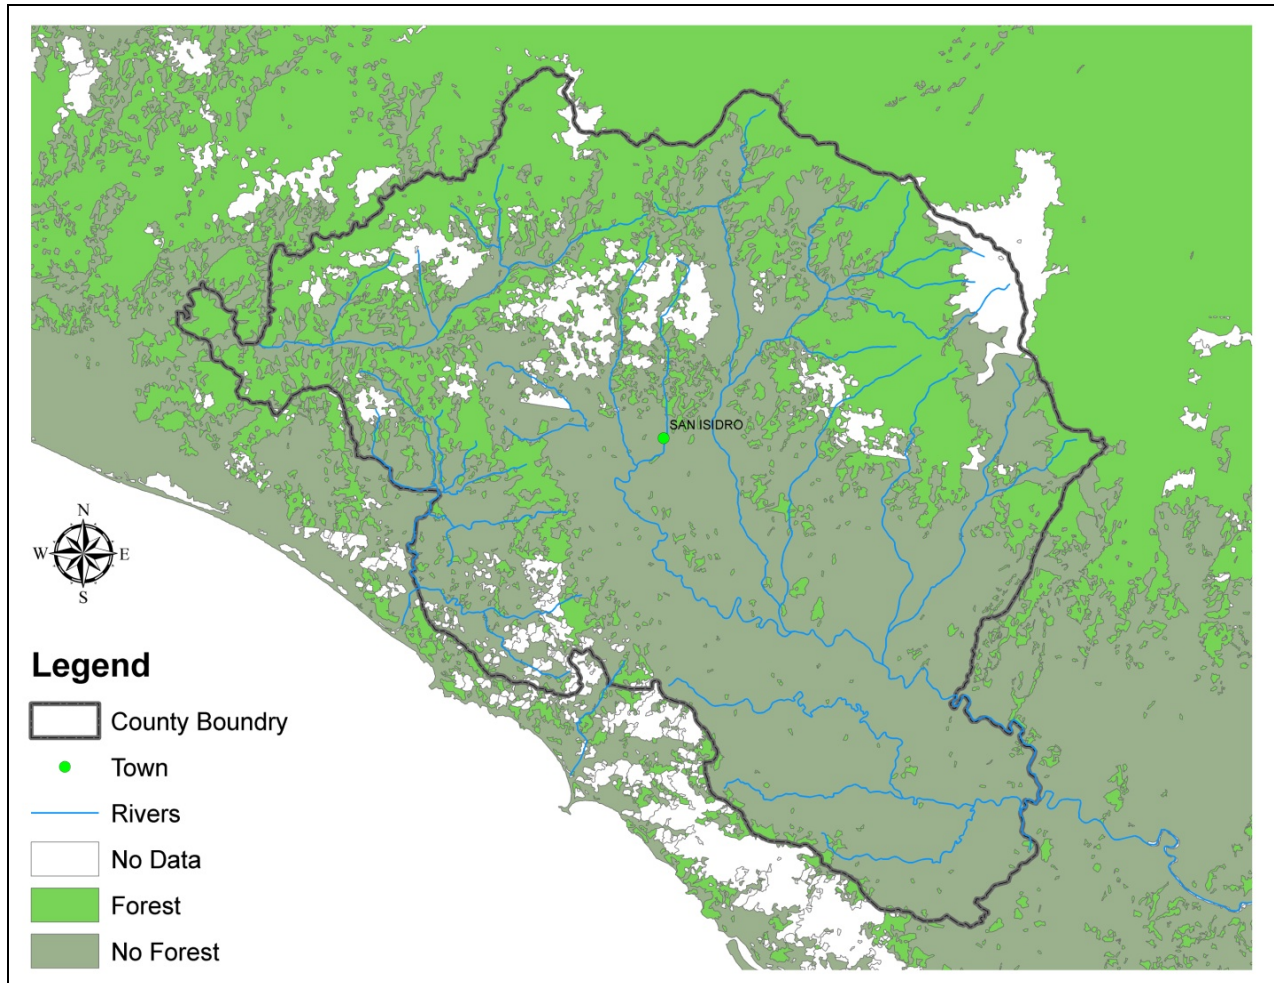 SAN ISIDRO
N
W E
S
Legend
County Boundry
Town
Rivers
No Data
Forest
No Forest